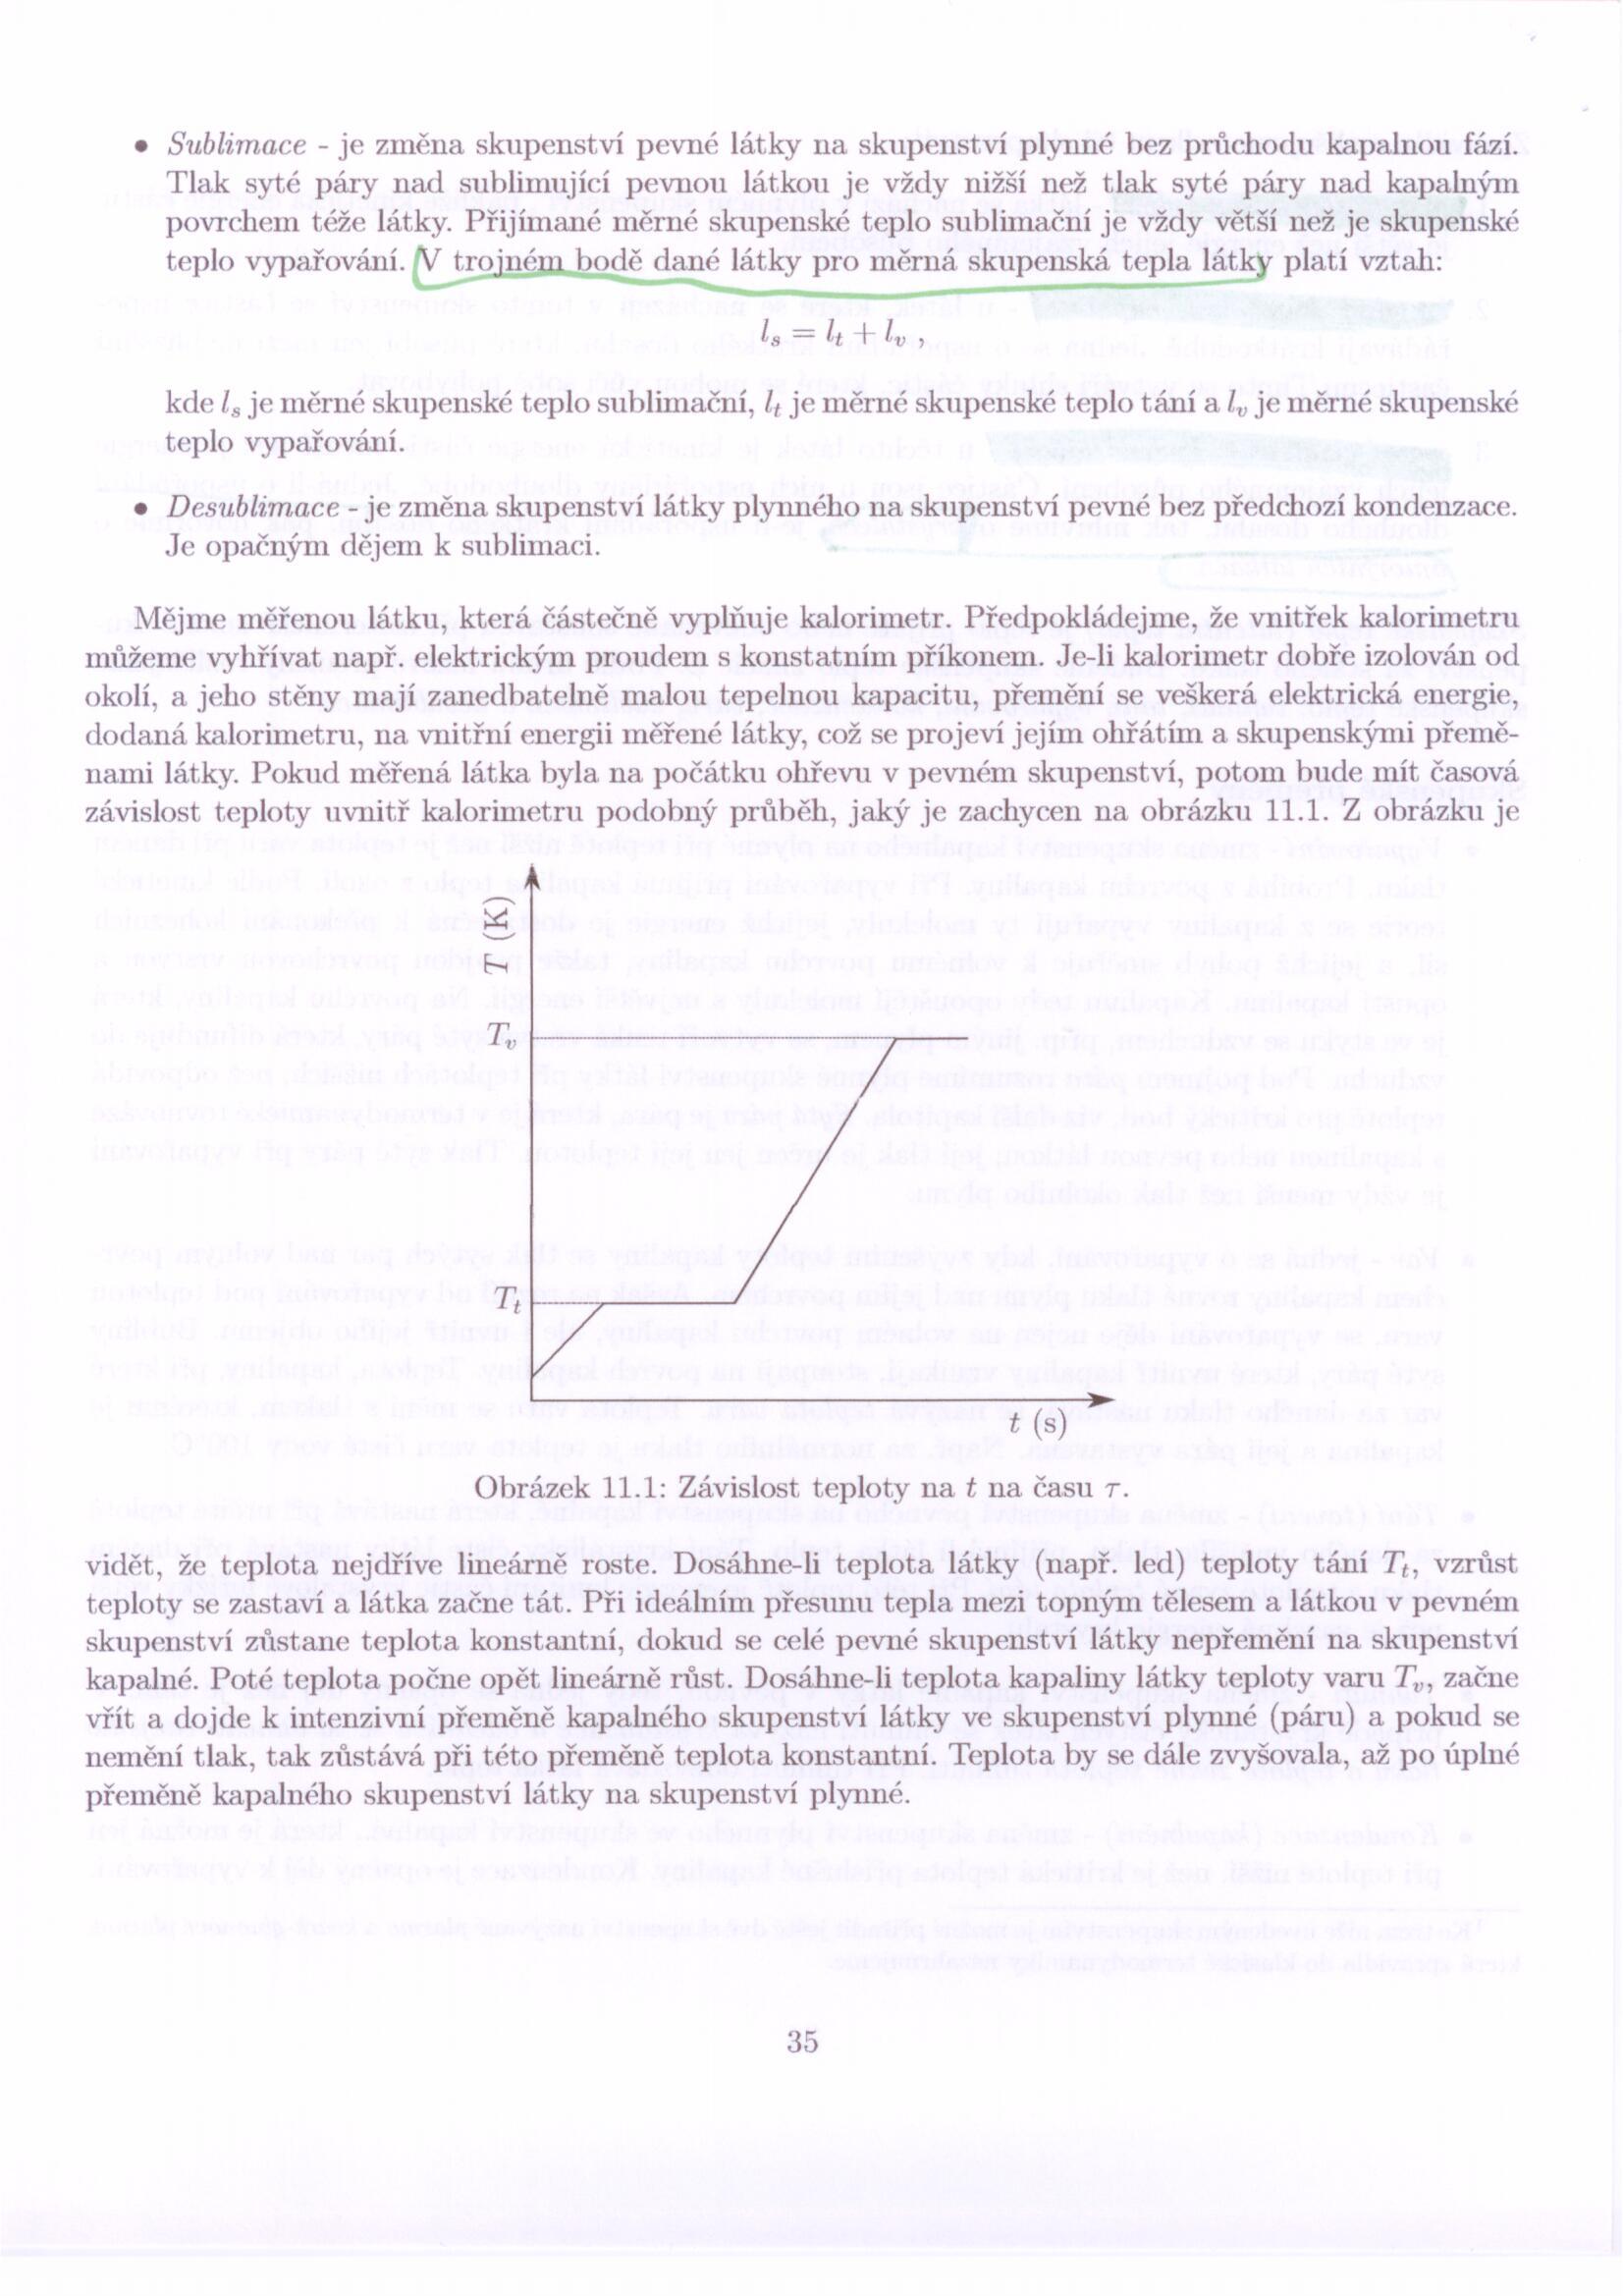 • Sublimace - je změna skupenství pevné látky na skupenství plynné bez průchodu kapalnou fází.
Tlak syté páry nad sublimující pevnou látkou je vždy nižší než tlak syté páry nad kapalným
povrchem téže látky. Přijímané měrné skupenské teplo sublimační je vždy větší než je skupenské
teplo vypařování. V trojném bodě dané látky pro měrná skupenská tepla látky platí vztah:
l_s = l_t + l_v ,
kde l_s je měrné skupenské teplo sublimační, l_t je měrné skupenské teplo tání a l_v je měrné skupenské
teplo vypařování.
• Desublimace - je změna skupenství látky plynného na skupenství pevné bez předchozí kondenzace.
Je opačným dějem k sublimaci.
Mějme měřenou látku, která částečně vyplňuje kalorimetr. Předpokládejme, že vnitřek kalorimetru
můžeme vyhřívat např. elektrickým proudem s konstatním příkonem. Je-li kalorimetr dobře izolován od
okolí, a jeho stěny mají zanedbatelně malou tepelnou kapacitu, přemění se veškerá elektrická energie,
dodaná kalorimetru, na vnitřní energii měřené látky, což se projeví jejím ohřátím a skupenskými přemě-
nami látky. Pokud měřená látka byla na počátku ohřevu v pevném skupenství, potom bude mít časová
závislost teploty uvnitř kalorimetru podobný průběh, jaký je zachycen na obrázku 11.1. Z obrázku je
T (K)
T_v
T_t
t (s)
Obrázek 11.1: Závislost teploty na t na času τ.
vidět, že teplota nejdříve lineárně roste. Dosáhne-li teplota látky (např. led) teploty tání T_t, vzrůst
teploty se zastaví a látka začne tát. Při ideálním přesunu tepla mezi topným tělesem a látkou v pevném
skupenství zůstane teplota konstantní, dokud se celé pevné skupenství látky nepřemění na skupenství
kapalné. Poté teplota počne opět lineárně růst. Dosáhne-li teplota kapaliny látky teploty varu T_v, začne
vřít a dojde k intenzivní přeměně kapalného skupenství látky ve skupenství plynné (páru) a pokud se
nemění tlak, tak zůstává při této přeměně teplota konstantní. Teplota by se dále zvyšovala, až po úplné
přeměně kapalného skupenství látky na skupenství plynné.
35